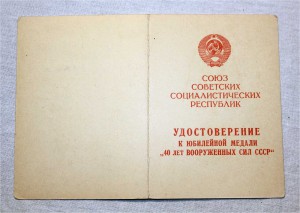 СОЮЗ
СОВЕТСКИХ
СОЦИАЛИСТИЧЕСКИХ
РЕСПУБЛИК
УДОСТОВЕРЕНИЕ
К ЮБИЛЕЙНОЙ МЕДАЛИ
„40 ЛЕТ ВООРУЖЕННЫХ СИЛ СССР“